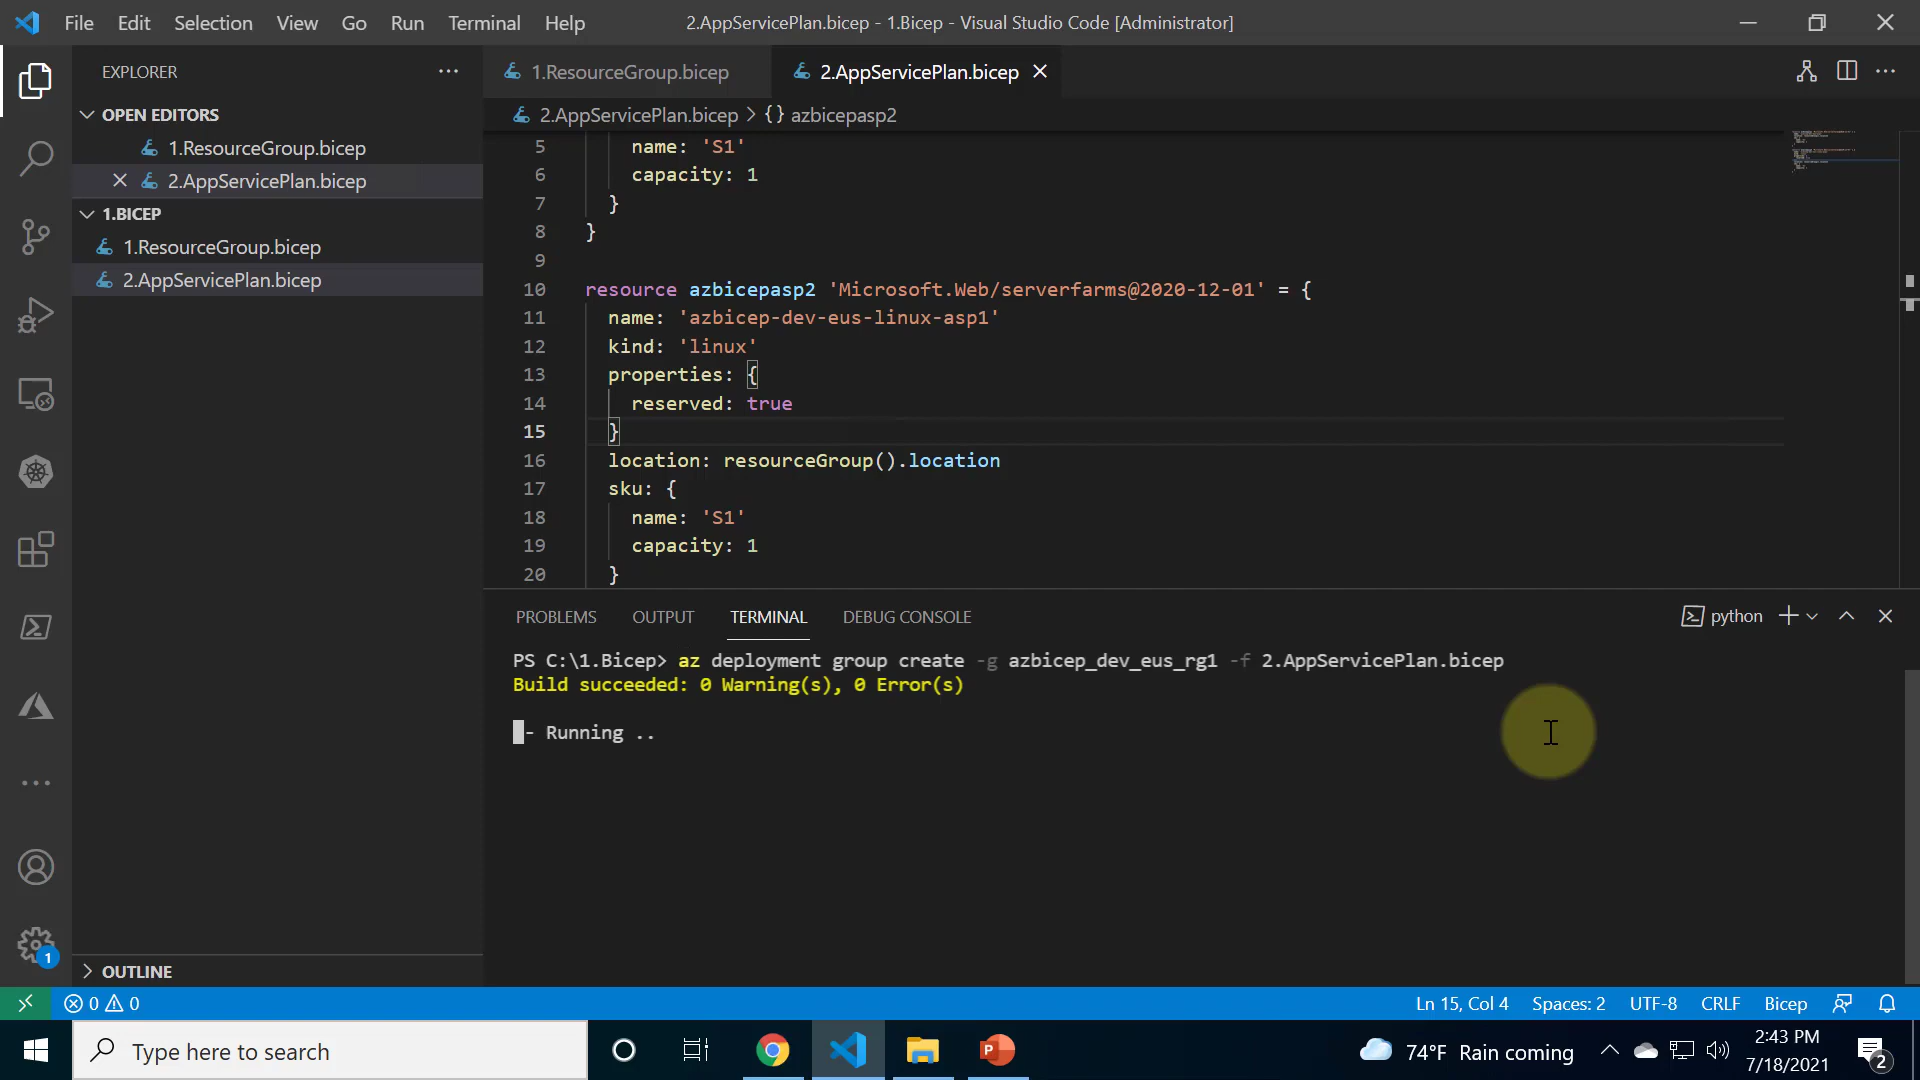 File Edit Selection View Go Run Terminal Help
2.AppServicePlan.bicep - 1.Bicep - Visual Studio Code [Administrator]
EXPLORER
OPEN EDITORS
1.ResourceGroup.bicep
2.AppServicePlan.bicep
1.BICEP
1.ResourceGroup.bicep
2.AppServicePlan.bicep
OUTLINE
1
1.ResourceGroup.bicep
2.AppServicePlan.bicep
2.AppServicePlan.bicep > {} azbicepasp2
5 name: 'S1'
6 capacity: 1
7 }
8 }
9
10 resource azbicepasp2 'Microsoft.Web/serverfarms@2020-12-01' = {
11 name: 'azbicep-dev-eus-linux-asp1'
12 kind: 'linux'
13 properties: {
14 reserved: true
15 }
16 location: resourceGroup().location
17 sku: {
18 name: 'S1'
19 capacity: 1
20 }
PROBLEMS OUTPUT TERMINAL DEBUG CONSOLE
python
PS C:\1.Bicep> az deployment group create -g azbicep_dev_eus_rg1 -f 2.AppServicePlan.bicep
Build succeeded: 0 Warning(s), 0 Error(s)
- Running ..
0 0
Ln 15, Col 4 Spaces: 2 UTF-8 CRLF Bicep
Type here to search
P
74°F Rain coming
2:43 PM
7/18/2021
2